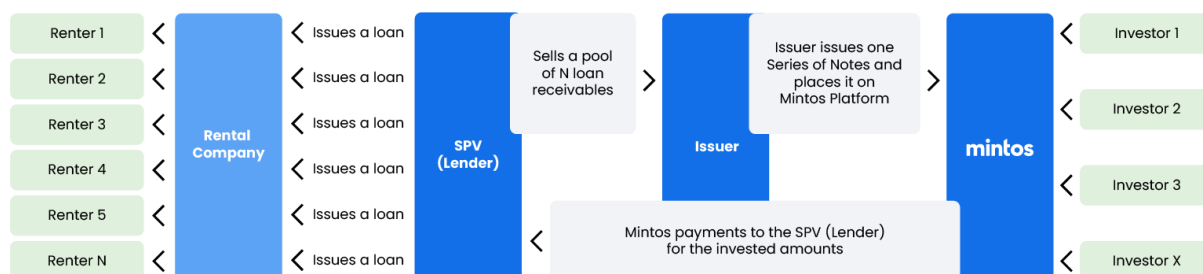 Renter 1
Renter 2
Renter 3
Renter 4
Renter 5
Renter N
Rental
Company
Issues a loan
Issues a loan
Issues a loan
Issues a loan
Issues a loan
Issues a loan
SPV
(Lender)
Sells a pool
of N loan
receivables
Issuer
Issuer issues one
Series of Notes and
places it on
Mintos Platform
Mintos payments to the SPV (Lender)
for the invested amounts
mintos
Investor 1
Investor 2
Investor 3
Investor X